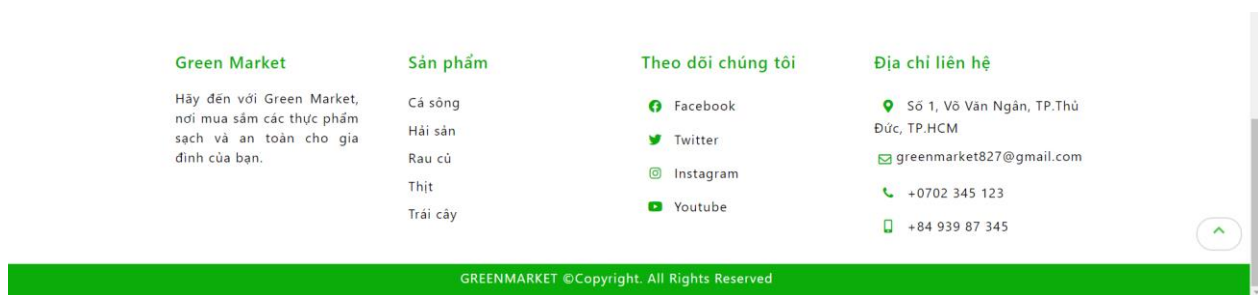 Green Market
Hãy đến với Green Market,
nơi mua sắm các thực phẩm
sạch và an toàn cho gia
đình của bạn.
Sản phẩm
Cá sông
Hải sản
Rau củ
Thịt
Trái cây
Theo dõi chúng tôi
Facebook
Twitter
Instagram
Youtube
Địa chỉ liên hệ
Số 1, Võ Văn Ngân, TP.Thủ
Đức, TP.HCM
greenmarket827@gmail.com
+0702 345 123
+84 939 87 345
GREENMARKET ©Copyright. All Rights Reserved